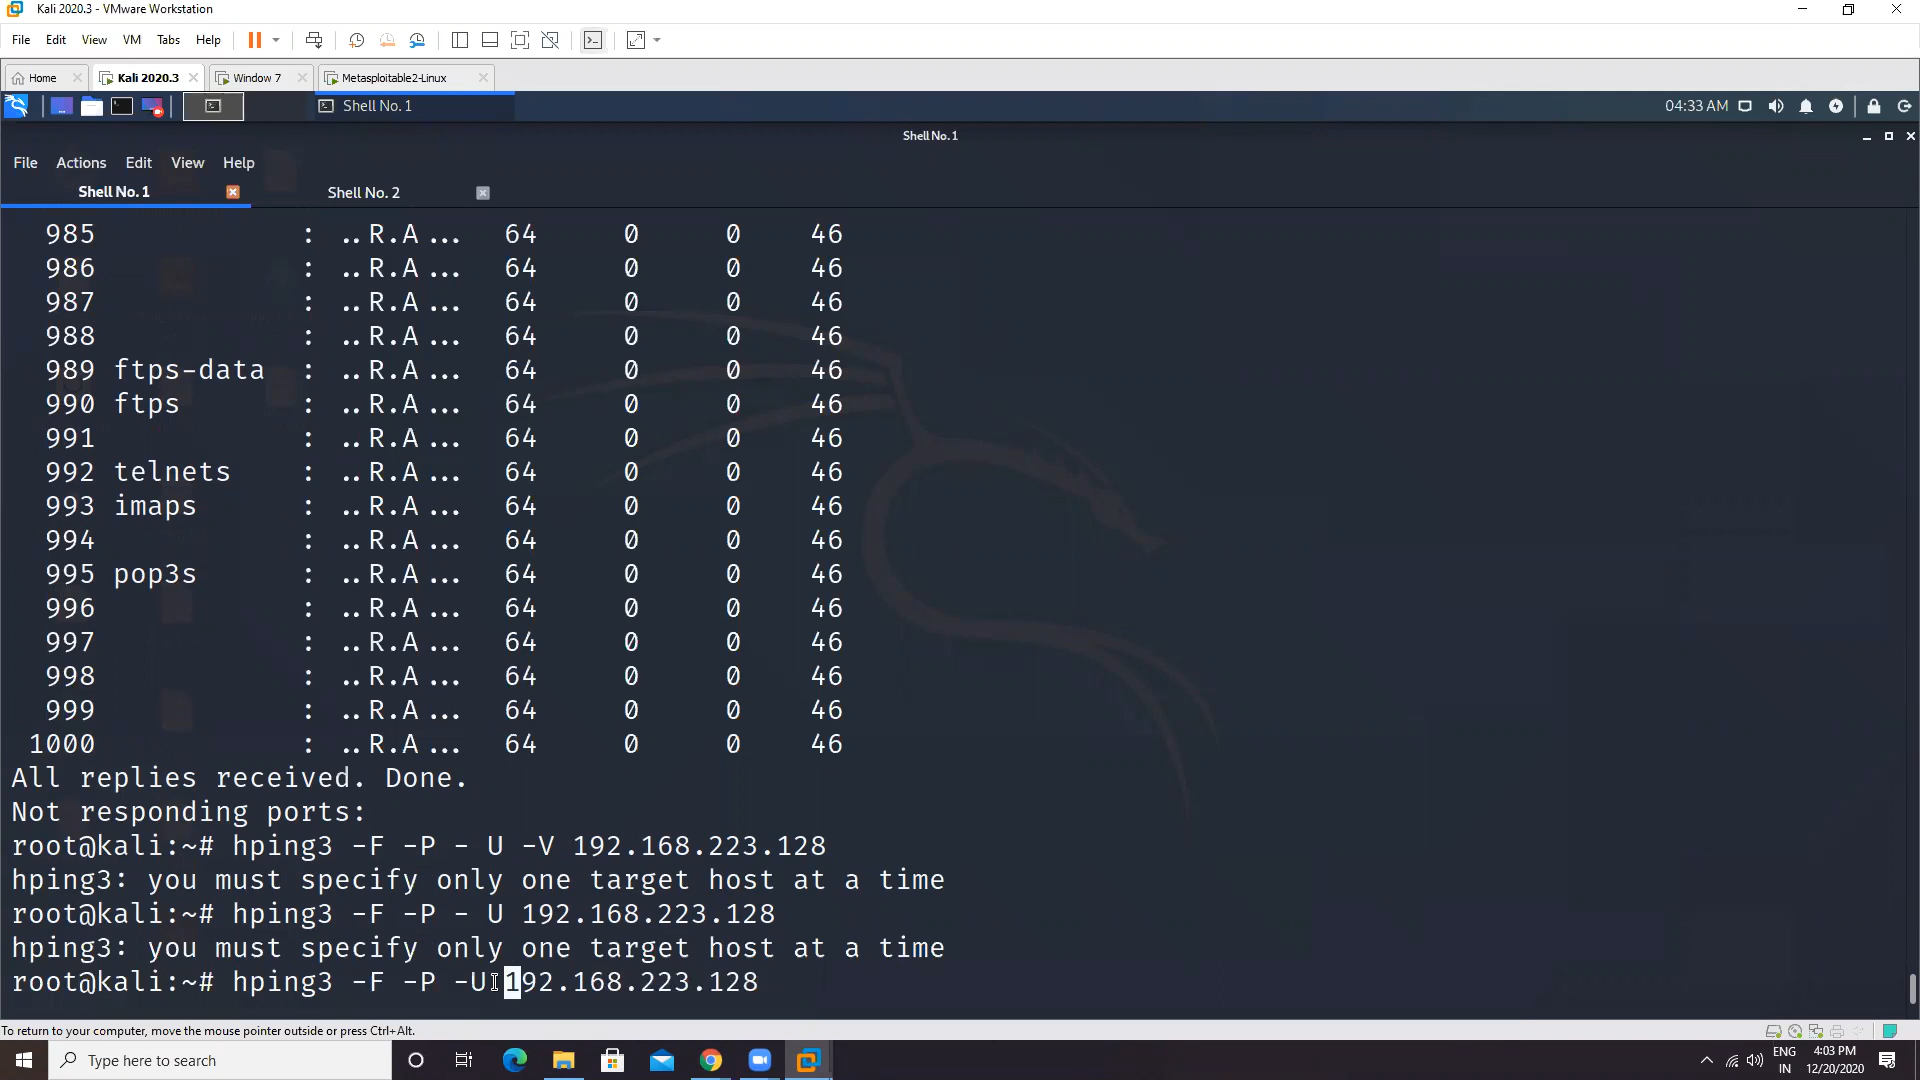 Kali 2020.3 - VMware Workstation
File Edit View VM Tabs Help
Home Kali 2020.3 Window 7 Metasploitable2-Linux
Shell No. 1 04:33 AM
Shell No. 1
File Actions Edit View Help
Shell No. 1 Shell No. 2
985 : ..R.A... 64 0 0 46
986 : ..R.A... 64 0 0 46
987 : ..R.A... 64 0 0 46
988 : ..R.A... 64 0 0 46
989 ftps-data : ..R.A... 64 0 0 46
990 ftps : ..R.A... 64 0 0 46
991 : ..R.A... 64 0 0 46
992 telnets : ..R.A... 64 0 0 46
993 imaps : ..R.A... 64 0 0 46
994 : ..R.A... 64 0 0 46
995 pop3s : ..R.A... 64 0 0 46
996 : ..R.A... 64 0 0 46
997 : ..R.A... 64 0 0 46
998 : ..R.A... 64 0 0 46
999 : ..R.A... 64 0 0 46
1000 : ..R.A... 64 0 0 46
All replies received. Done.
Not responding ports:
root@kali:~# hping3 -F -P - U -V 192.168.223.128
hping3: you must specify only one target host at a time
root@kali:~# hping3 -F -P - U 192.168.223.128
hping3: you must specify only one target host at a time
root@kali:~# hping3 -F -P -U 192.168.223.128
To return to your computer, move the mouse pointer outside or press Ctrl+Alt.
Type here to search
ENG 4:03 PM
IN 12/20/2020